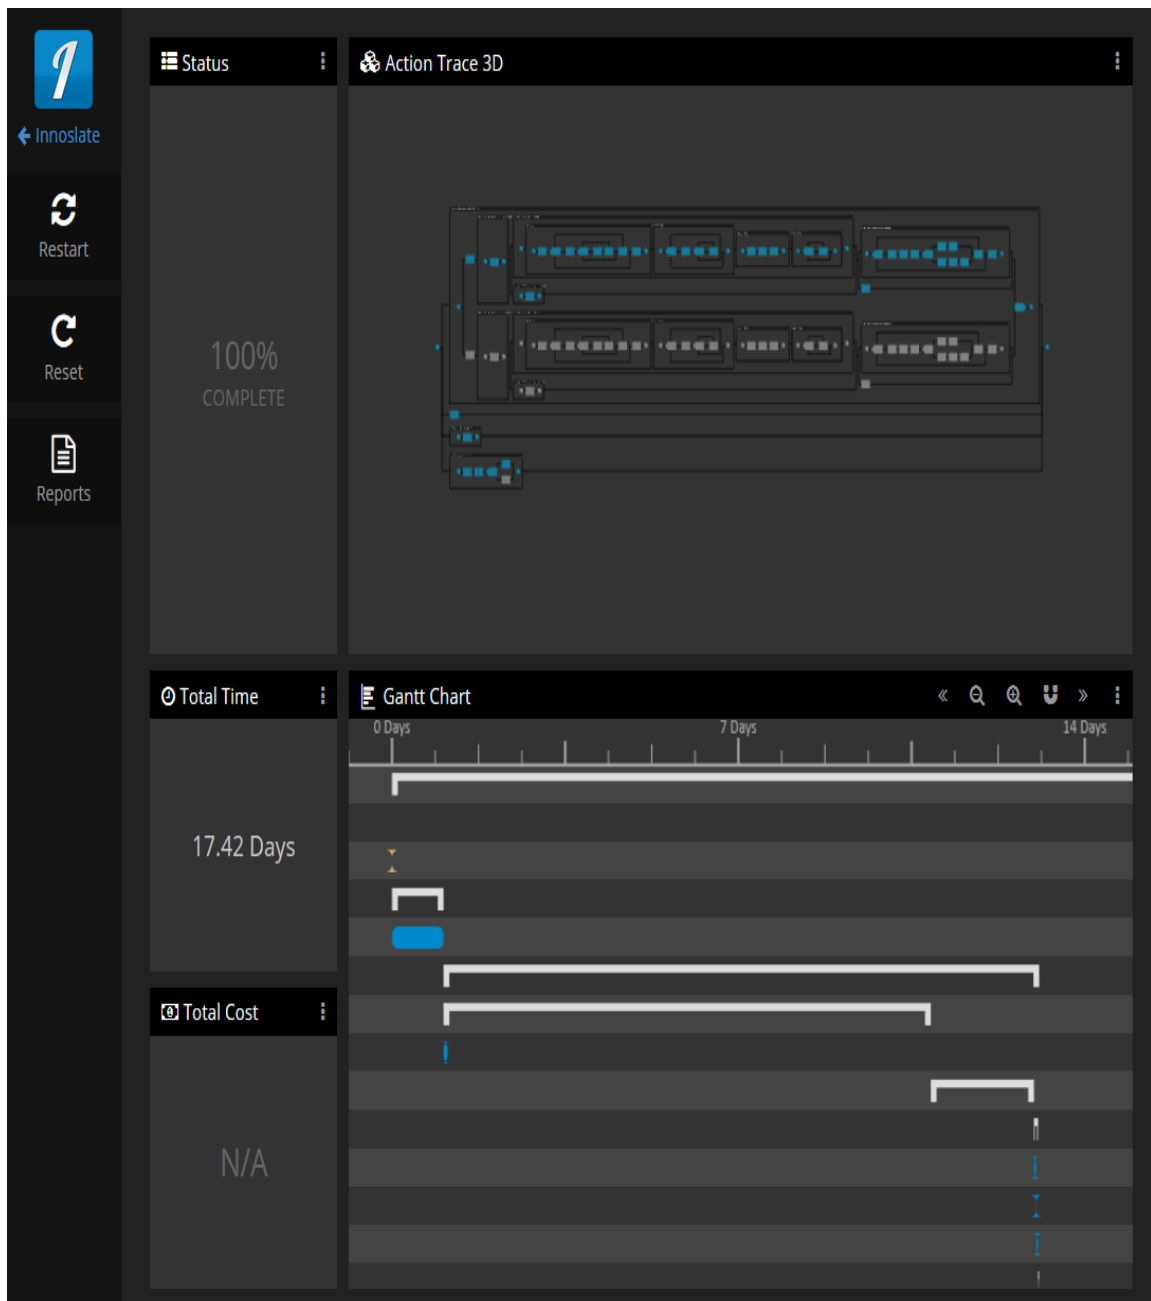 Innoslate
Restart
Reset
Reports
Status
100%
COMPLETE
Action Trace 3D
Total Time
17.42 Days
Total Cost
N/A
Gantt Chart
0 Days
7 Days
14 Days